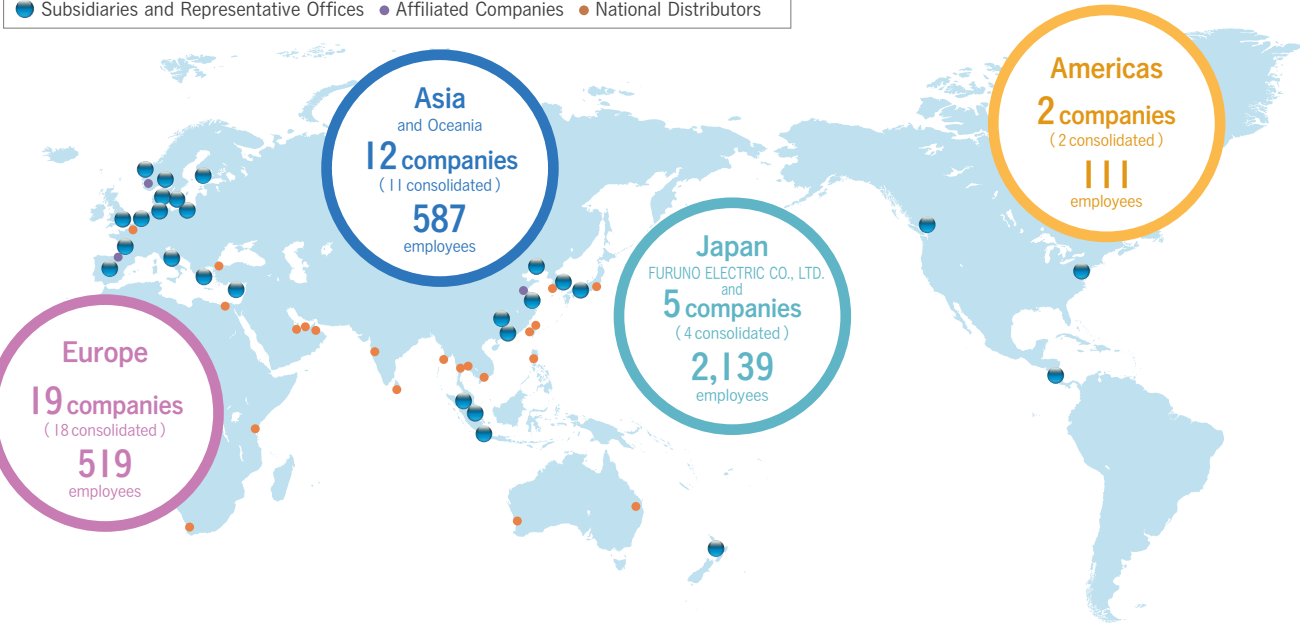 Subsidiaries and Representative Offices Affiliated Companies National Distributors
Asia
and Oceania
12 companies
( 11 consolidated )
587
employees
Americas
2 companies
( 2 consolidated )
111
employees
Japan
FURUNO ELECTRIC CO., LTD.
and
5 companies
( 4 consolidated )
2,139
employees
Europe
19 companies
( 18 consolidated )
519
employees